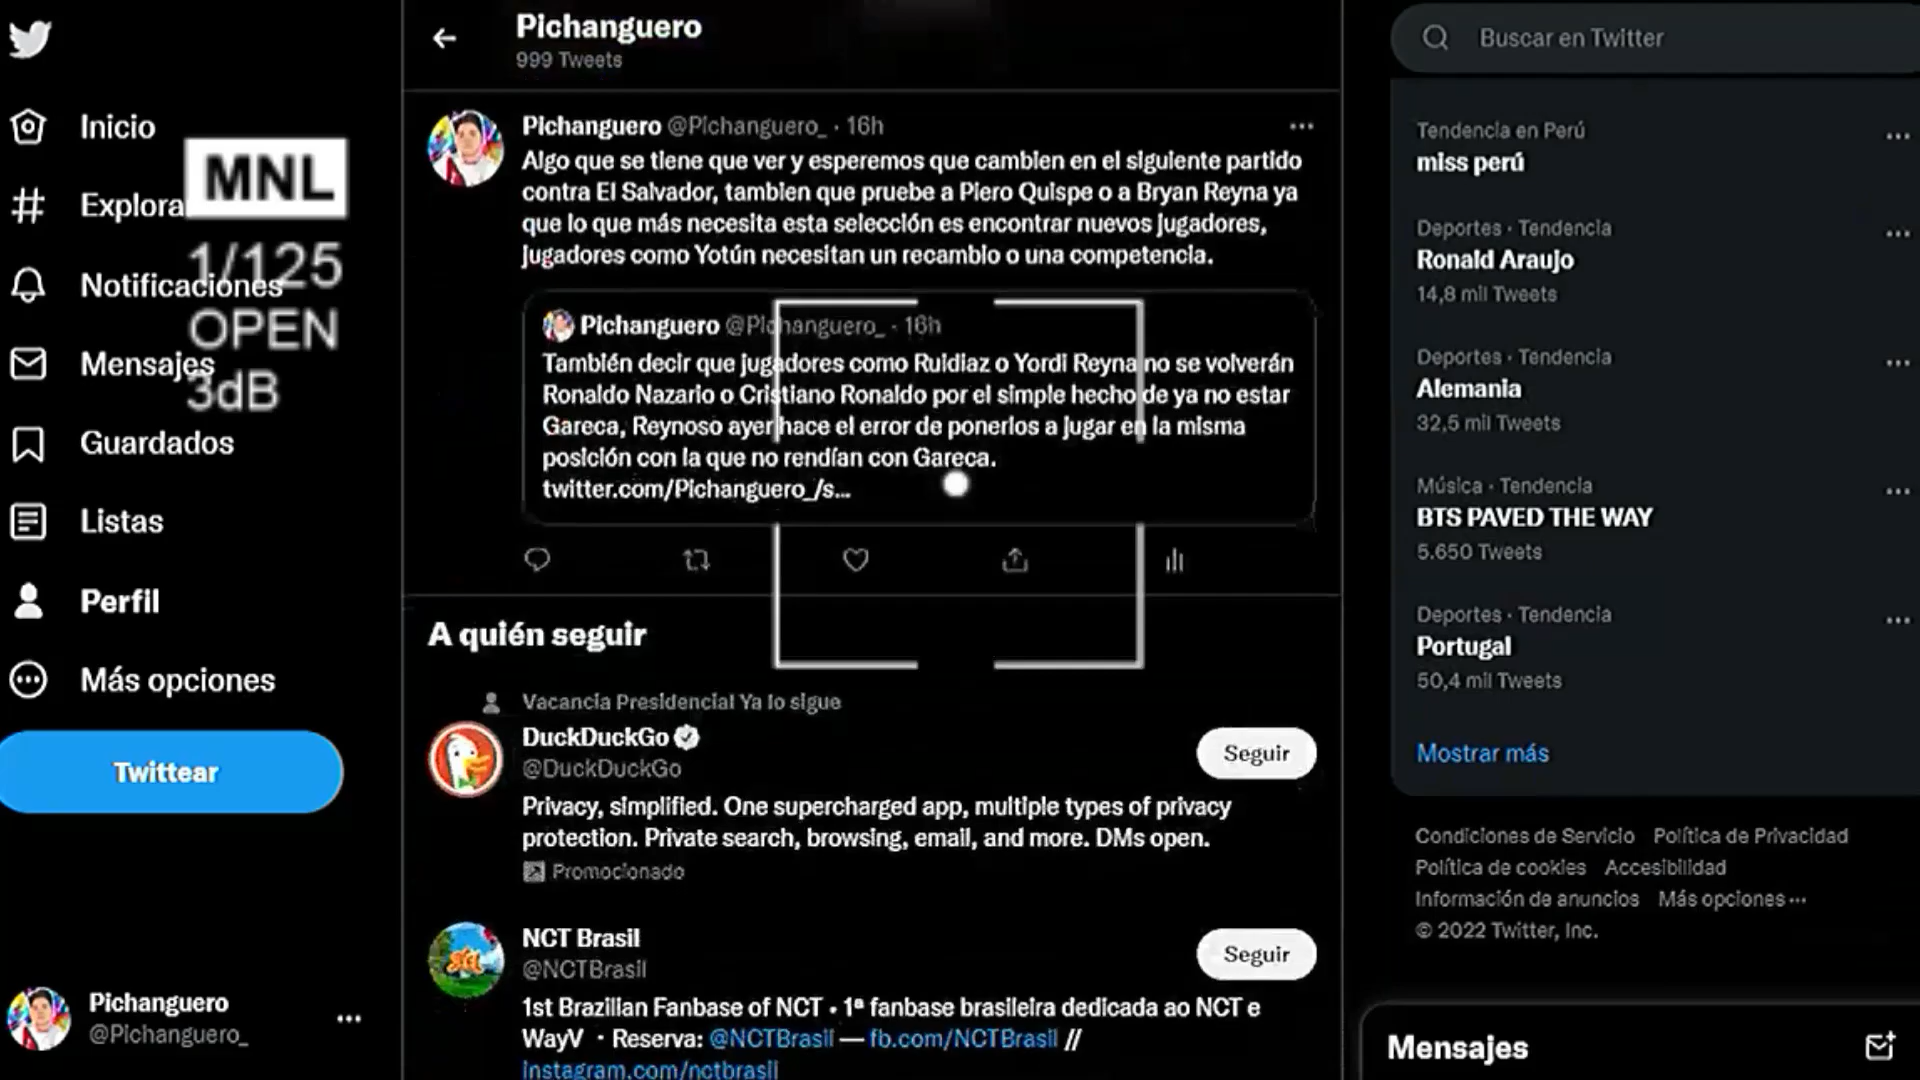 Pichanguero
999 Tweets
Buscar en Twitter
Inicio
MNL
Explora
1/125
Notificaciones
OPEN
Mensajes
3dB
Guardados
Listas
Perfil
Más opciones
Twittear
Pichanguero
@Pichanguero_
Pichanguero @Pichanguero_ · 16h
Algo que se tiene que ver y esperemos que cambien en el siguiente partido
contra El Salvador, tambien que pruebe a Piero Quispe o a Bryan Reyna ya
que lo que más necesita esta selección es encontrar nuevos jugadores,
jugadores como Yotún necesitan un recambio o una competencia.
Pichanguero @Pichanguero_ · 16h
También decir que jugadores como Ruidiaz o Yordi Reyna no se volverán
Ronaldo Nazario o Cristiano Ronaldo por el simple hecho de ya no estar
Gareca, Reynoso ayer hace el error de ponerlos a jugar en la misma
posición con la que no rendían con Gareca.
twitter.com/Pichanguero_/s...
A quién seguir
Vacancia Presidencial Ya lo sigue
DuckDuckGo
@DuckDuckGo
Seguir
Privacy, simplified. One supercharged app, multiple types of privacy
protection. Private search, browsing, email, and more. DMs open.
Promocionado
NCT Brasil
@NCTBrasil
Seguir
1st Brazilian Fanbase of NCT • 1ª fanbase brasileira dedicada ao NCT e
WayV · Reserva: @NCTBrasil — fb.com/NCTBrasil //
instagram.com/nctbrasil
Tendencia en Perú
miss perú
Deportes · Tendencia
Ronald Araujo
14,8 mil Tweets
Deportes · Tendencia
Alemania
32,5 mil Tweets
Música · Tendencia
BTS PAVED THE WAY
5.650 Tweets
Deportes · Tendencia
Portugal
50,4 mil Tweets
Mostrar más
Condiciones de Servicio Política de Privacidad
Política de cookies Accesibilidad
Información de anuncios Más opciones ···
© 2022 Twitter, Inc.
Mensajes